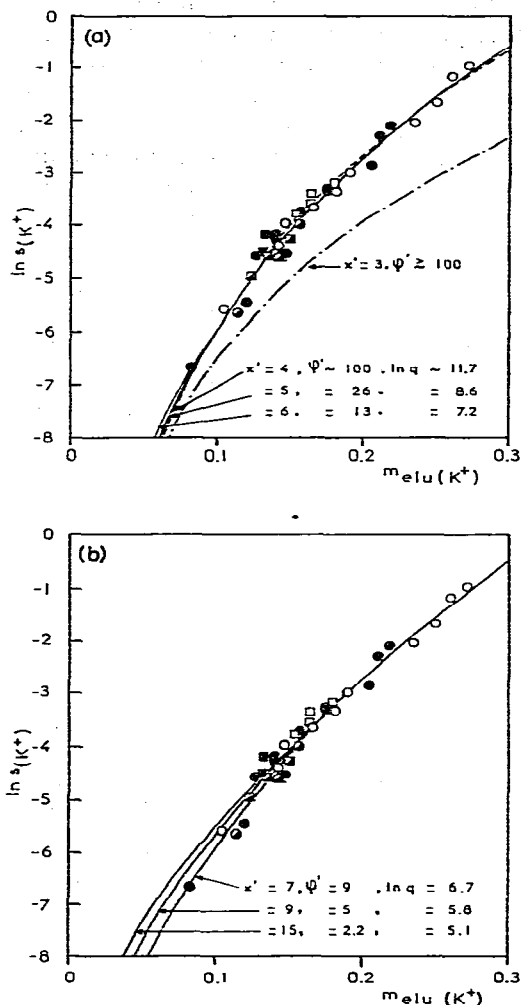 (a)
0
-1
-2
-3
-4
-5
-6
-7
-8
ln s(K+)
x' = 3, φ' ≳ 100
x' = 4 , φ' ~ 100 , ln q ~ 11.7
= 5 , = 26 , = 8.6
= 6 , = 13 , = 7.2
0 0.1 0.2 0.3
m elu (K+)
(b)
0
-1
-2
-3
-4
-5
-6
-7
-8
ln s(K+)
x' = 7, φ' = 9 , ln q = 6.7
= 9, = 5 , = 5.8
= 15, = 2.2 , = 5.1
0 0.1 0.2 0.3
m elu (K+)